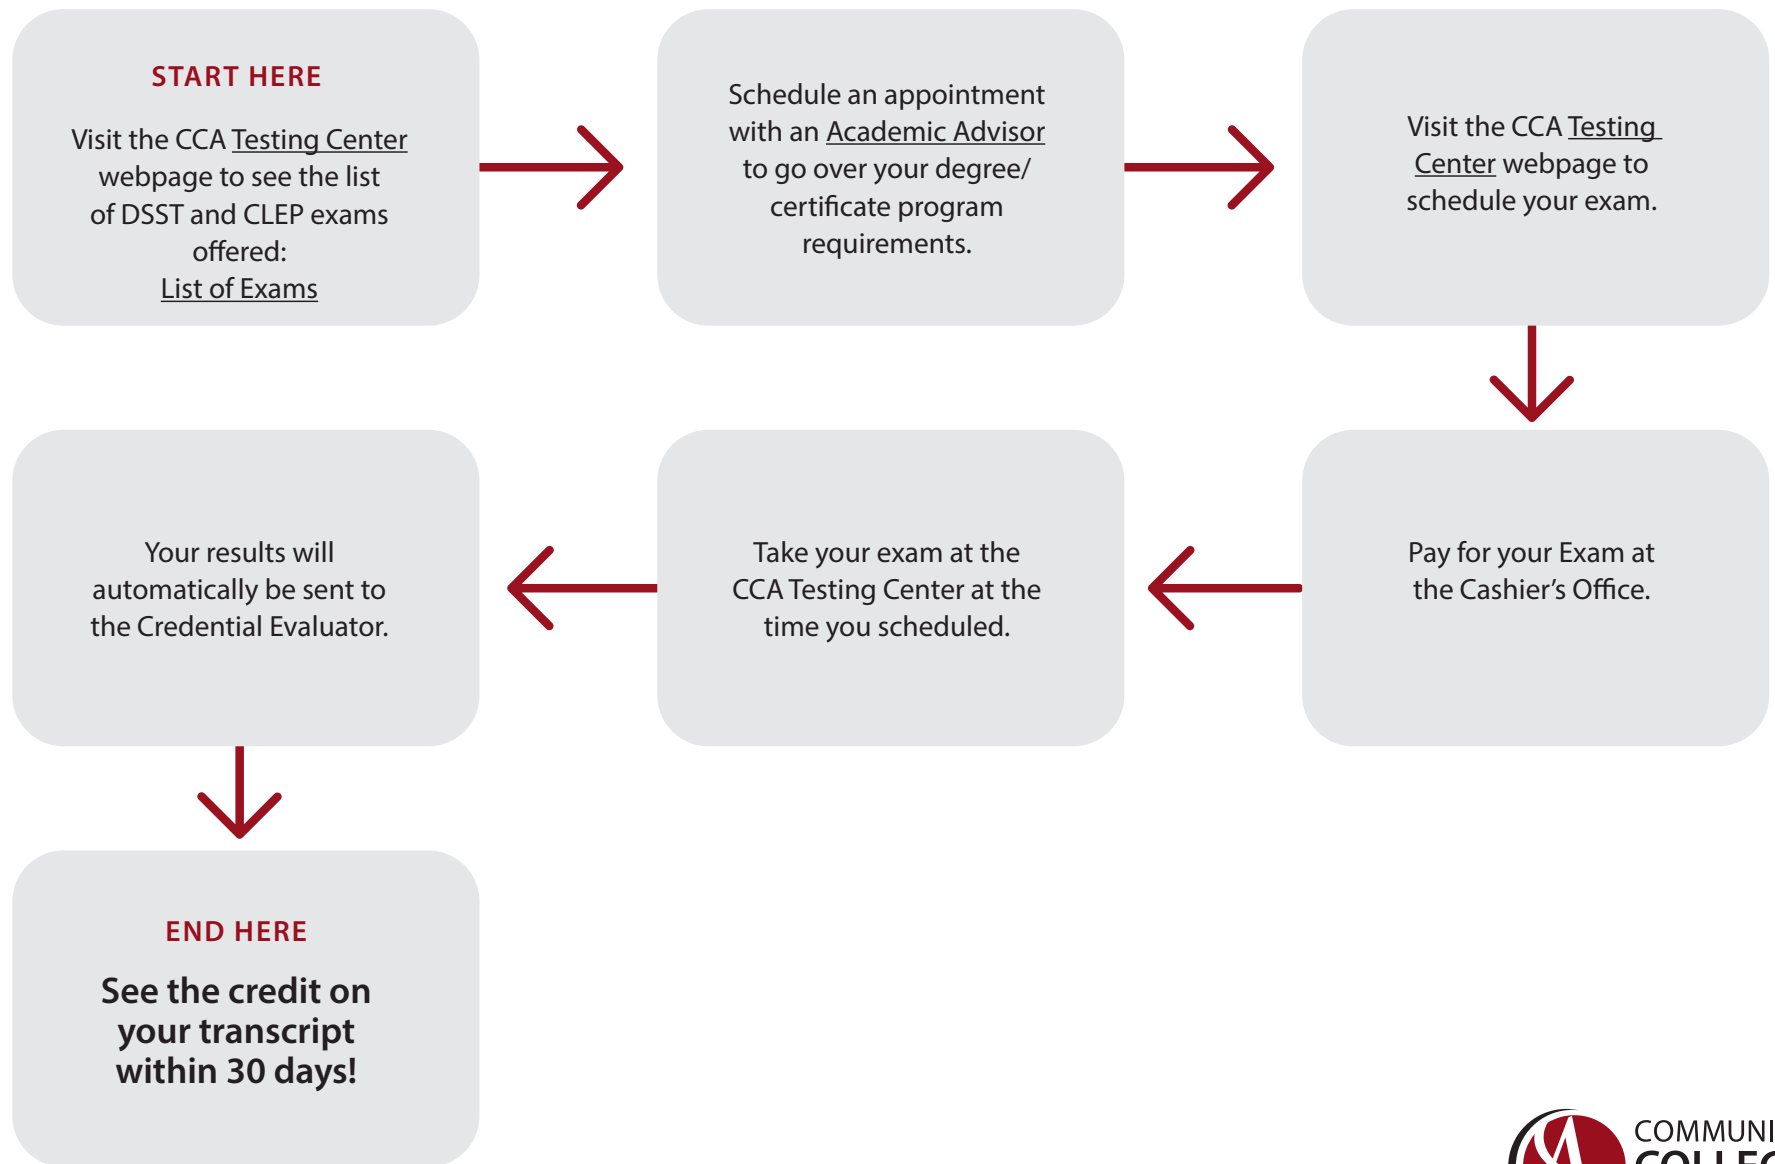 START HERE
Visit the CCA Testing Center
webpage to see the list
of DSST and CLEP exams
offered:
List of Exams
Schedule an appointment
with an Academic Advisor
to go over your degree/
certificate program
requirements.
Visit the CCA Testing
Center webpage to
schedule your exam.
Pay for your Exam at
the Cashier’s Office.
Take your exam at the
CCA Testing Center at the
time you scheduled.
Your results will
automatically be sent to
the Credential Evaluator.
END HERE
See the credit on
your transcript
within 30 days!